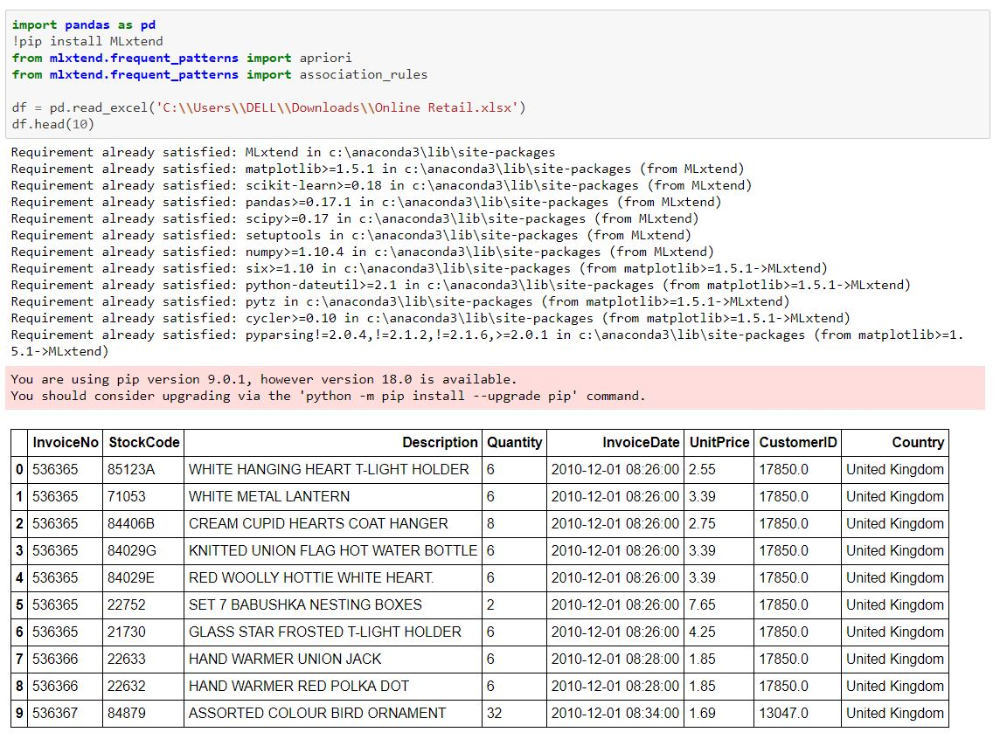 import pandas as pd
!pip install MLxtend
from mlxtend.frequent_patterns import apriori
from mlxtend.frequent_patterns import association_rules
df = pd.read_excel('C:\\Users\\DELL\\Downloads\\Online Retail.xlsx')
df.head(10)
Requirement already satisfied: MLxtend in c:\anaconda3\lib\site-packages
Requirement already satisfied: matplotlib>=1.5.1 in c:\anaconda3\lib\site-packages (from MLxtend)
Requirement already satisfied: scikit-learn>=0.18 in c:\anaconda3\lib\site-packages (from MLxtend)
Requirement already satisfied: pandas>=0.17.1 in c:\anaconda3\lib\site-packages (from MLxtend)
Requirement already satisfied: scipy>=0.17 in c:\anaconda3\lib\site-packages (from MLxtend)
Requirement already satisfied: setuptools in c:\anaconda3\lib\site-packages (from MLxtend)
Requirement already satisfied: numpy>=1.10.4 in c:\anaconda3\lib\site-packages (from MLxtend)
Requirement already satisfied: six>=1.10 in c:\anaconda3\lib\site-packages (from matplotlib>=1.5.1->MLxtend)
Requirement already satisfied: python-dateutil>=2.1 in c:\anaconda3\lib\site-packages (from matplotlib>=1.5.1->MLxtend)
Requirement already satisfied: pytz in c:\anaconda3\lib\site-packages (from matplotlib>=1.5.1->MLxtend)
Requirement already satisfied: cycler>=0.10 in c:\anaconda3\lib\site-packages (from matplotlib>=1.5.1->MLxtend)
Requirement already satisfied: pyparsing!=2.0.4,!=2.1.2,!=2.1.6,>=2.0.1 in c:\anaconda3\lib\site-packages (from matplotlib>=1.
5.1->MLxtend)
You are using pip version 9.0.1, however version 18.0 is available.
You should consider upgrading via the 'python -m pip install --upgrade pip' command.
InvoiceNo StockCode Description Quantity InvoiceDate UnitPrice CustomerID Country
0 536365 85123A WHITE HANGING HEART T-LIGHT HOLDER 6 2010-12-01 08:26:00 2.55 17850.0 United Kingdom
1 536365 71053 WHITE METAL LANTERN 6 2010-12-01 08:26:00 3.39 17850.0 United Kingdom
2 536365 84406B CREAM CUPID HEARTS COAT HANGER 8 2010-12-01 08:26:00 2.75 17850.0 United Kingdom
3 536365 84029G KNITTED UNION FLAG HOT WATER BOTTLE 6 2010-12-01 08:26:00 3.39 17850.0 United Kingdom
4 536365 84029E RED WOOLLY HOTTIE WHITE HEART. 6 2010-12-01 08:26:00 3.39 17850.0 United Kingdom
5 536365 22752 SET 7 BABUSHKA NESTING BOXES 2 2010-12-01 08:26:00 7.65 17850.0 United Kingdom
6 536365 21730 GLASS STAR FROSTED T-LIGHT HOLDER 6 2010-12-01 08:26:00 4.25 17850.0 United Kingdom
7 536366 22633 HAND WARMER UNION JACK 6 2010-12-01 08:28:00 1.85 17850.0 United Kingdom
8 536366 22632 HAND WARMER RED POLKA DOT 6 2010-12-01 08:28:00 1.85 17850.0 United Kingdom
9 536367 84879 ASSORTED COLOUR BIRD ORNAMENT 32 2010-12-01 08:34:00 1.69 13047.0 United Kingdom